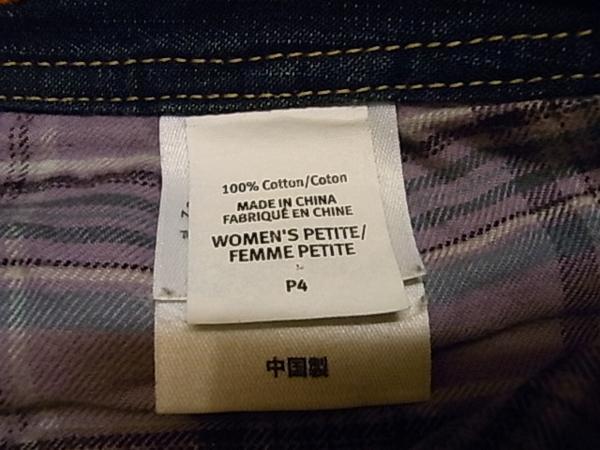 100% Cotton/Coton
MADE IN CHINA
FABRIQUÉ EN CHINE
WOMEN'S PETITE/
FEMME PETITE
P4
中国製